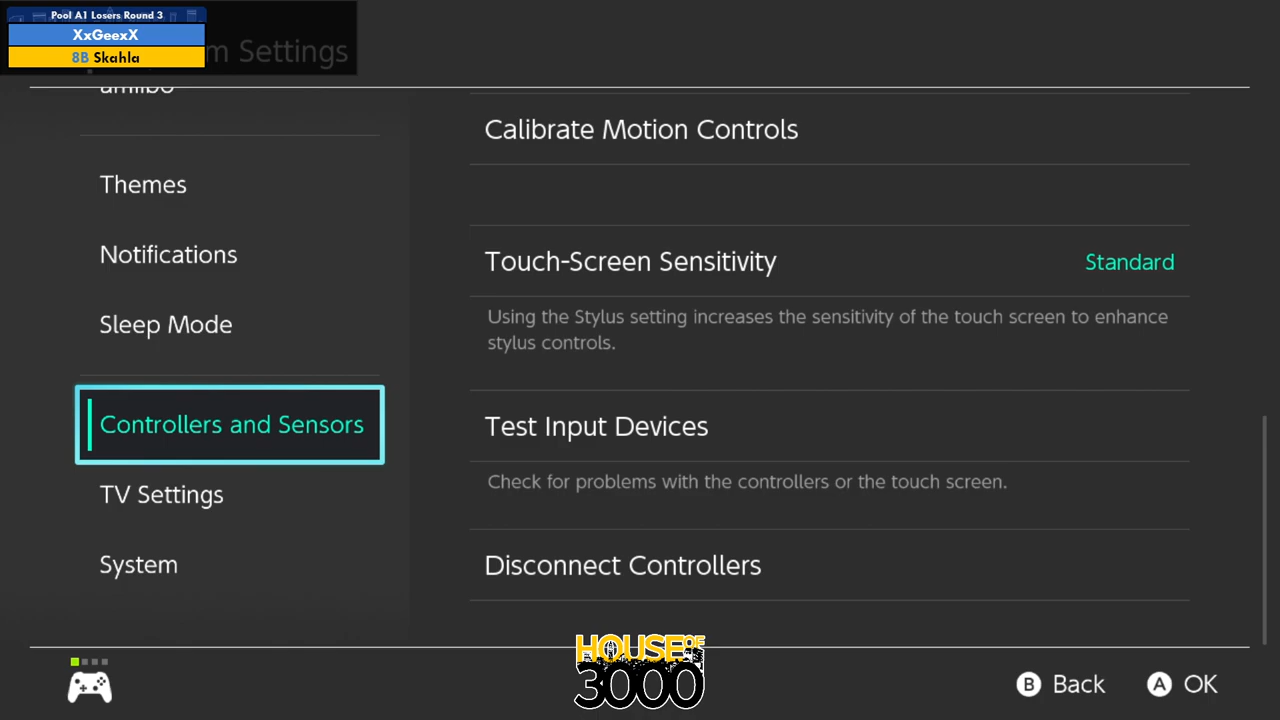 Pool A1 Losers Round 3
XxGeexX
8B Skahla
m Settings
amiibo
Themes
Notifications
Sleep Mode
Controllers and Sensors
TV Settings
System
Calibrate Motion Controls
Touch-Screen Sensitivity Standard
Using the Stylus setting increases the sensitivity of the touch screen to enhance
stylus controls.
Test Input Devices
Check for problems with the controllers or the touch screen.
Disconnect Controllers
HOUSE OF
3000
B Back A OK